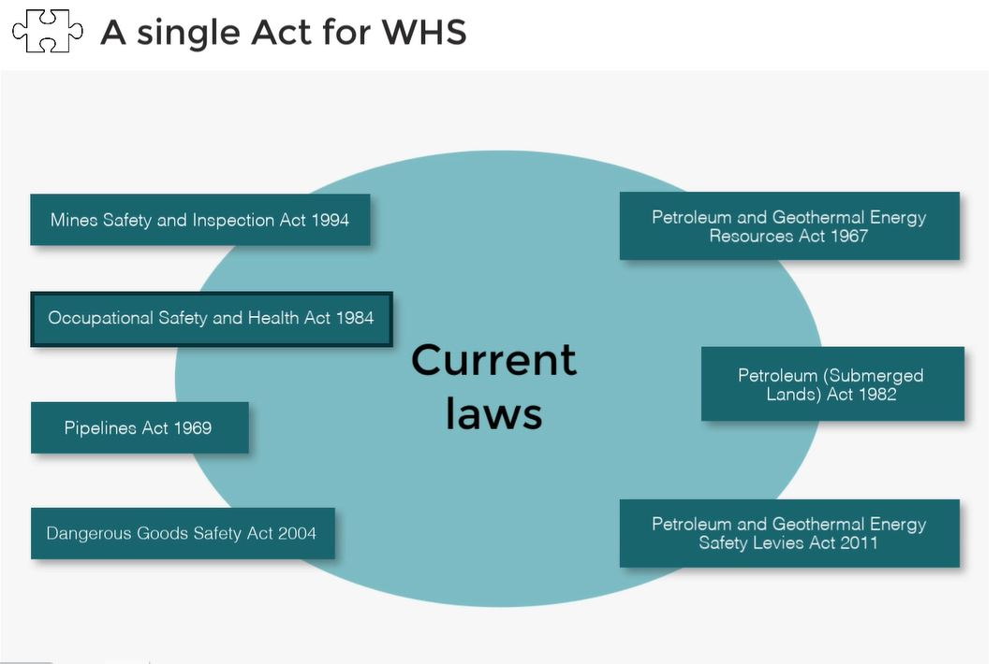 A single Act for WHS
Mines Safety and Inspection Act 1994
Occupational Safety and Health Act 1984
Pipelines Act 1969
Dangerous Goods Safety Act 2004
Current
laws
Petroleum and Geothermal Energy
Resources Act 1967
Petroleum (Submerged
Lands) Act 1982
Petroleum and Geothermal Energy
Safety Levies Act 2011